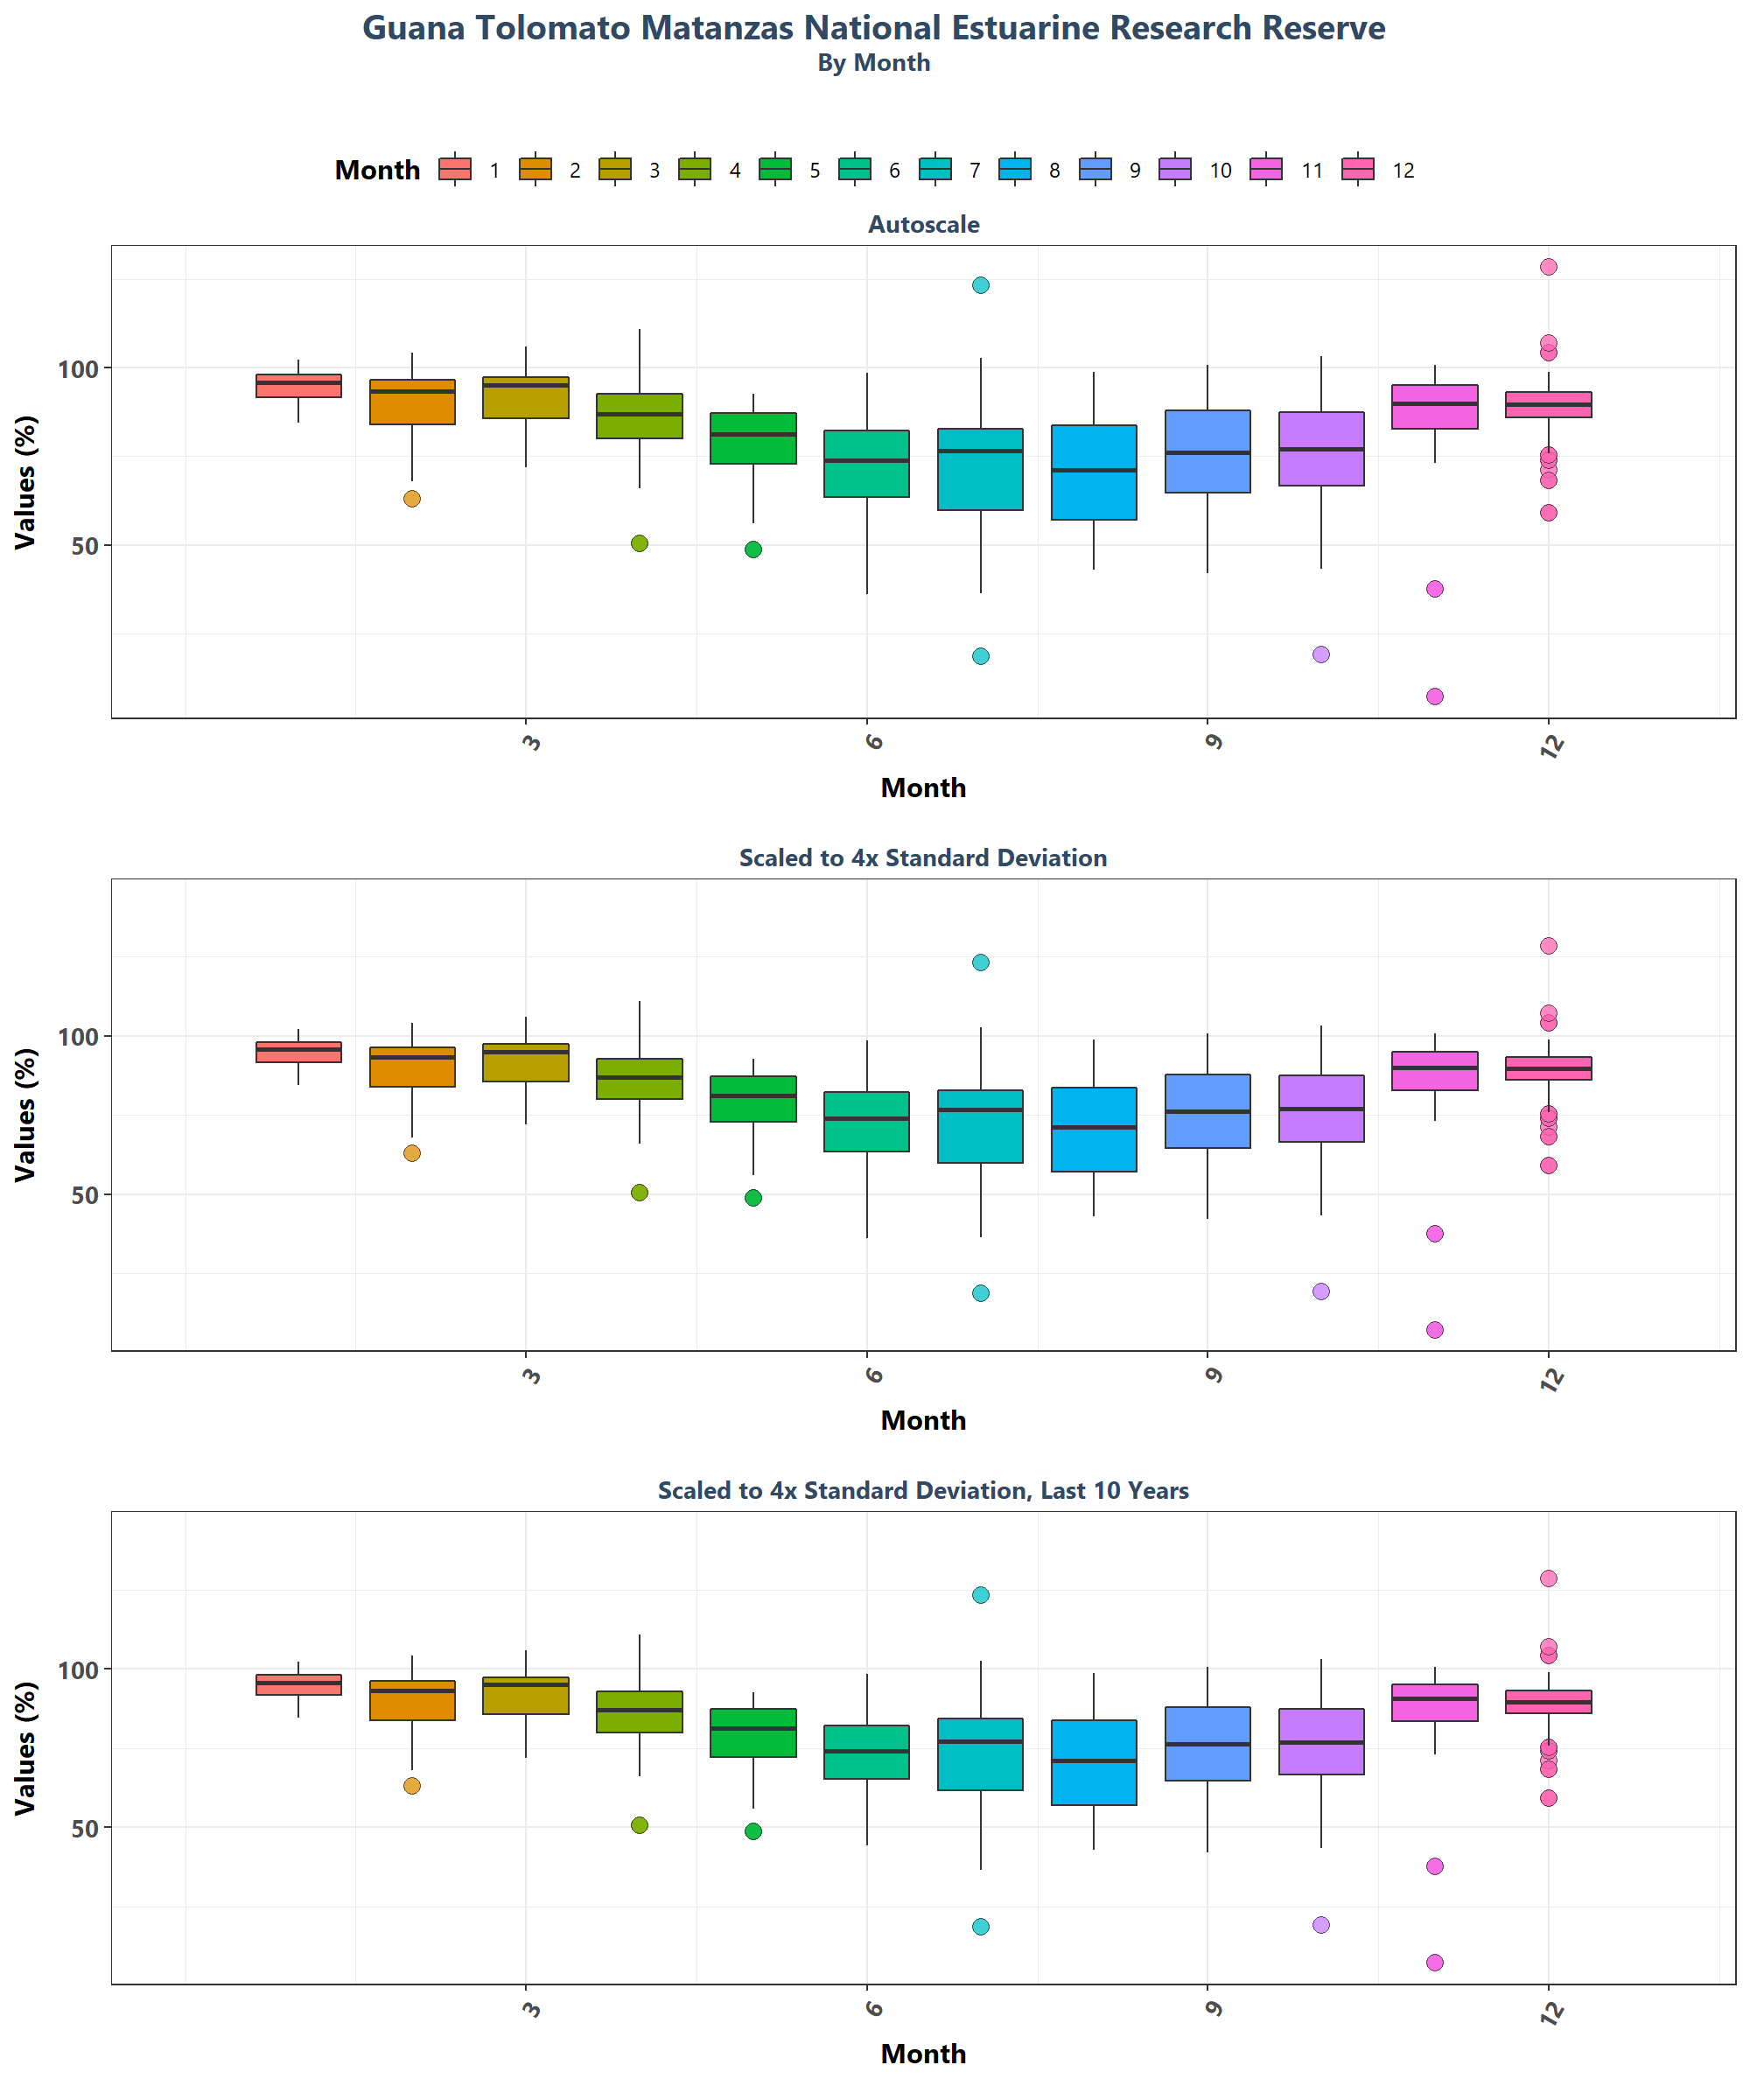 Guana Tolomato Matanzas National Estuarine Research Reserve
By Month
Month 1 2 3 4 5 6 7 8 9 10 11 12
Autoscale
Values (%)
100
50
3 6 9 12
Month
Scaled to 4x Standard Deviation
Values (%)
100
50
3 6 9 12
Month
Scaled to 4x Standard Deviation, Last 10 Years
Values (%)
100
50
3 6 9 12
Month